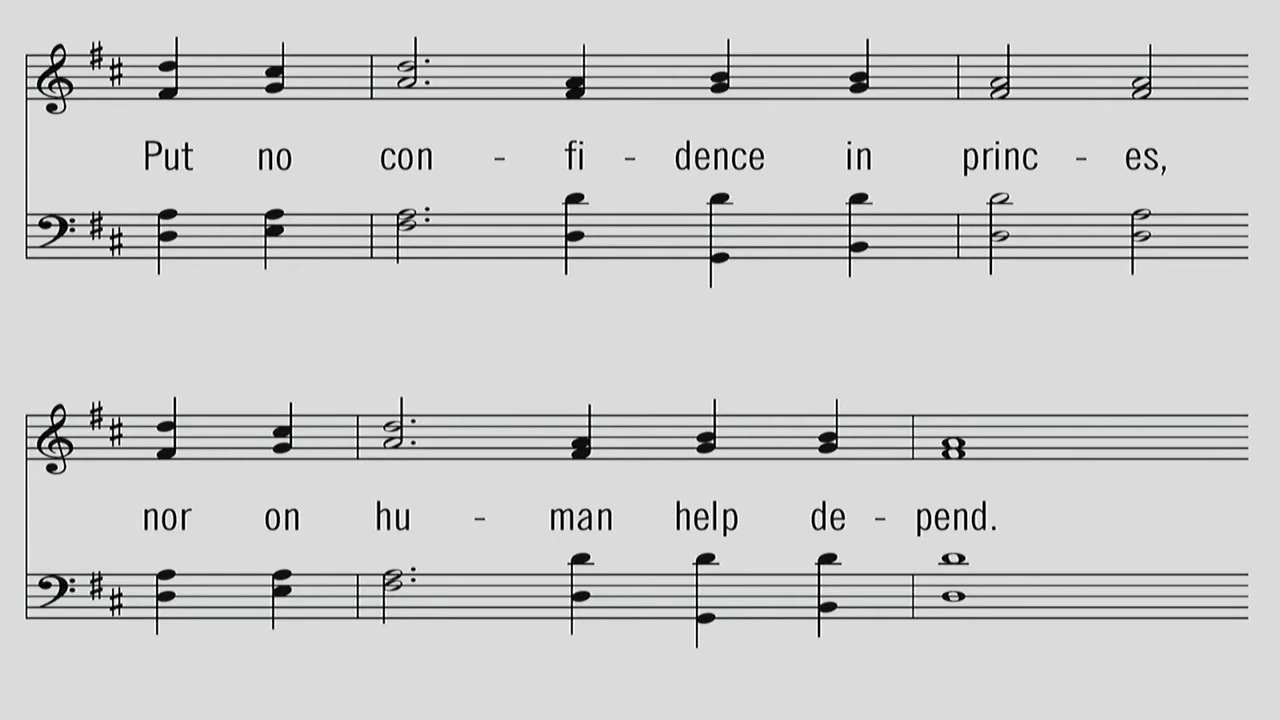 Put no con - fi - dence in princ - es,
nor on hu - man help de - pend.